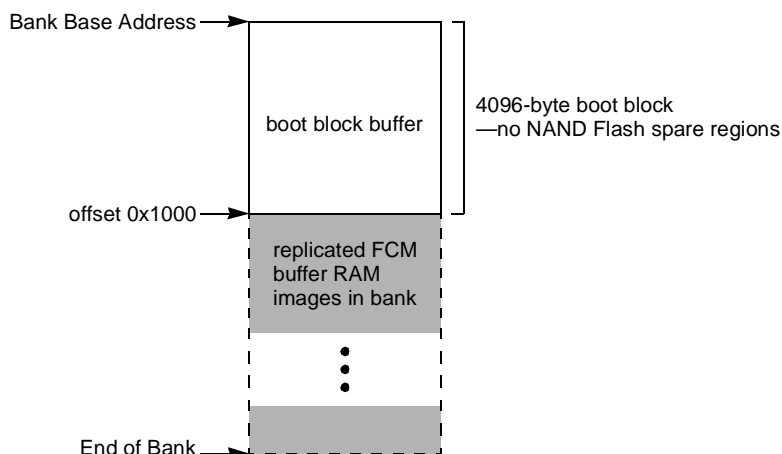 Bank Base Address
boot block buffer
4096-byte boot block
—no NAND Flash spare regions
offset 0x1000
replicated FCM
buffer RAM
images in bank
End of Bank